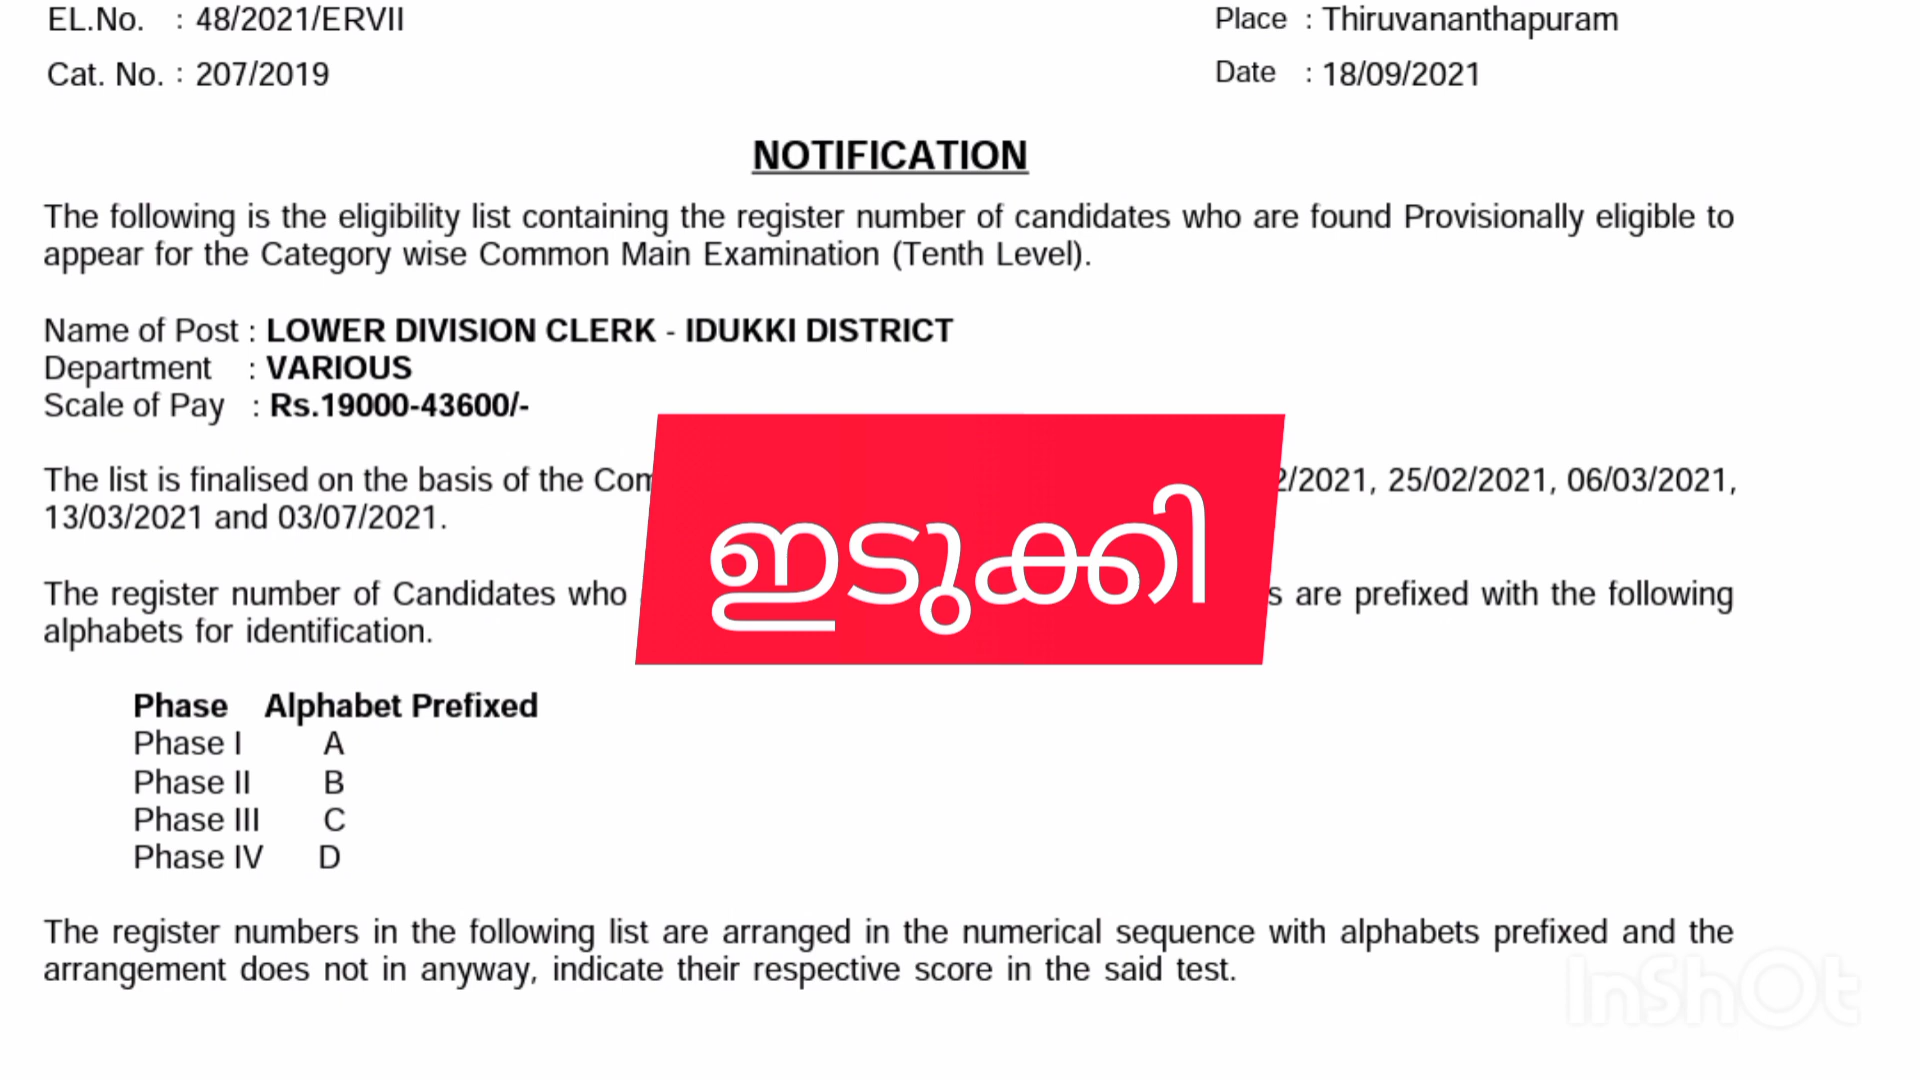 EL.No. : 48/2021/ERVII
Place : Thiruvananthapuram
Cat. No. : 207/2019
Date : 18/09/2021
NOTIFICATION
The following is the eligibility list containing the register number of candidates who are found Provisionally eligible to
appear for the Category wise Common Main Examination (Tenth Level).
Name of Post : LOWER DIVISION CLERK - IDUKKI DISTRICT
Department : VARIOUS
Scale of Pay : Rs.19000-43600/-
The list is finalised on the basis of the /2021, 25/02/2021, 06/03/2021,
13/03/2021 and 03/07/2021.
ഇടുക്കി
The register number of Candidates who are prefixed with the following
alphabets for identification.
Phase Alphabet Prefixed
Phase I A
Phase II B
Phase III C
Phase IV D
The register numbers in the following list are arranged in the numerical sequence with alphabets prefixed and the
arrangement does not in anyway, indicate their respective score in the said test.
InShOt